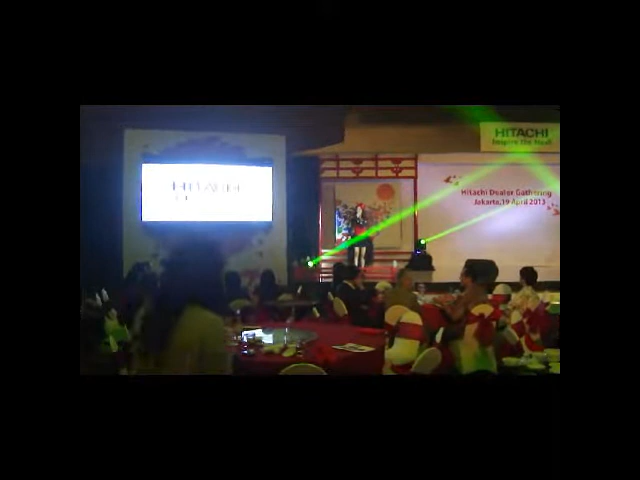 HITACHI
HITACHI
Inspire the Next
Hitachi Dealer Gathering
Jakarta, 19 April 2013